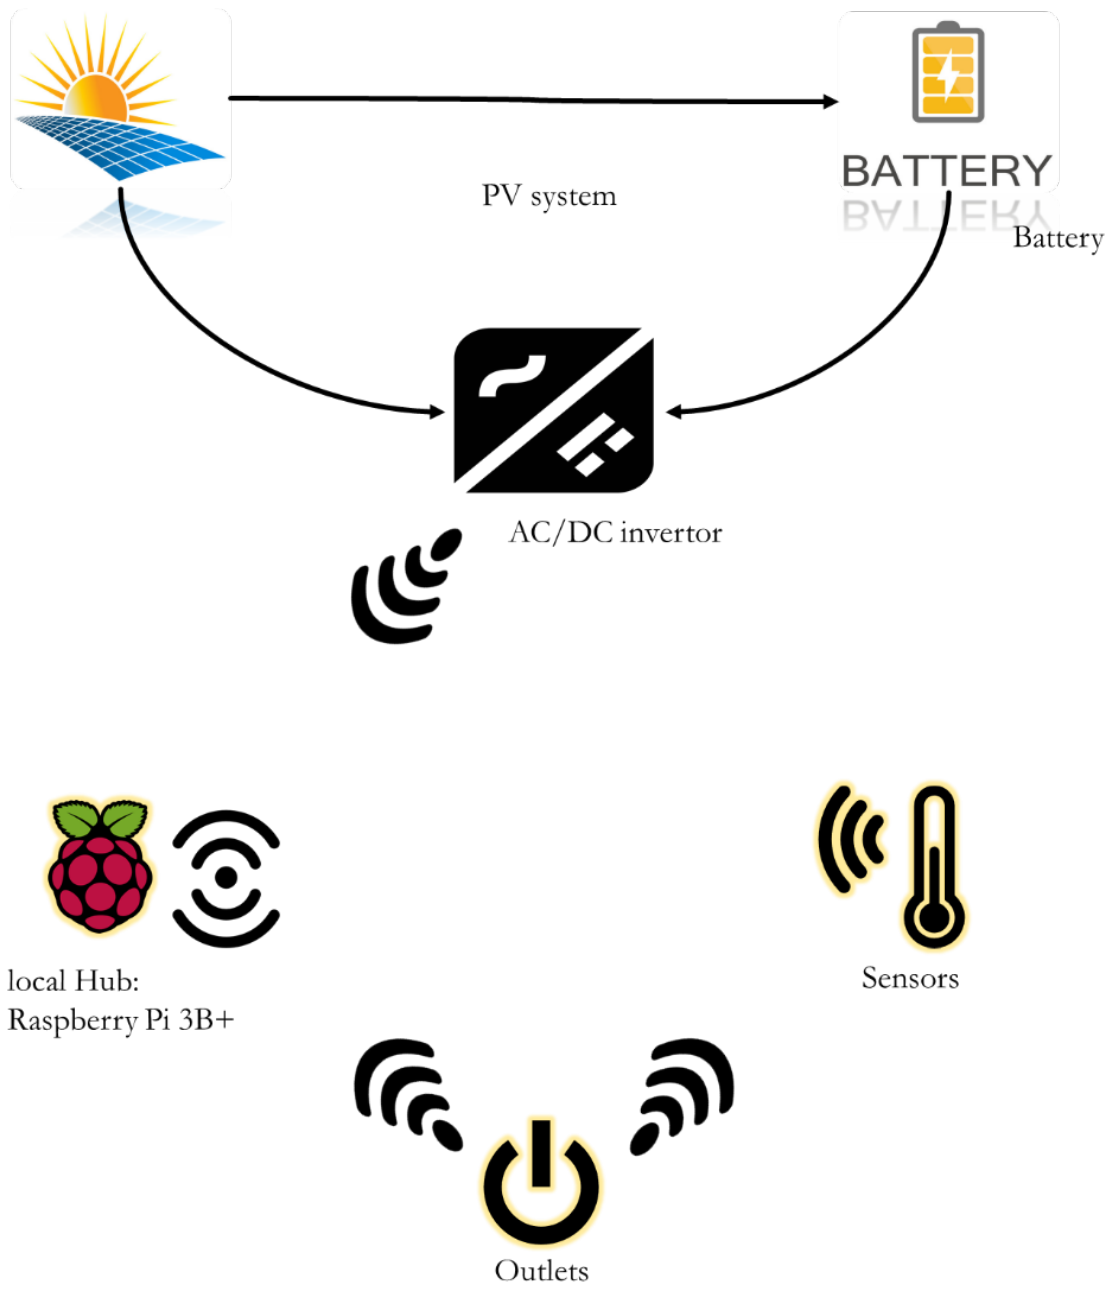 PV system
BATTERY
Battery
AC/DC invertor
local Hub:
Raspberry Pi 3B+
Sensors
Outlets